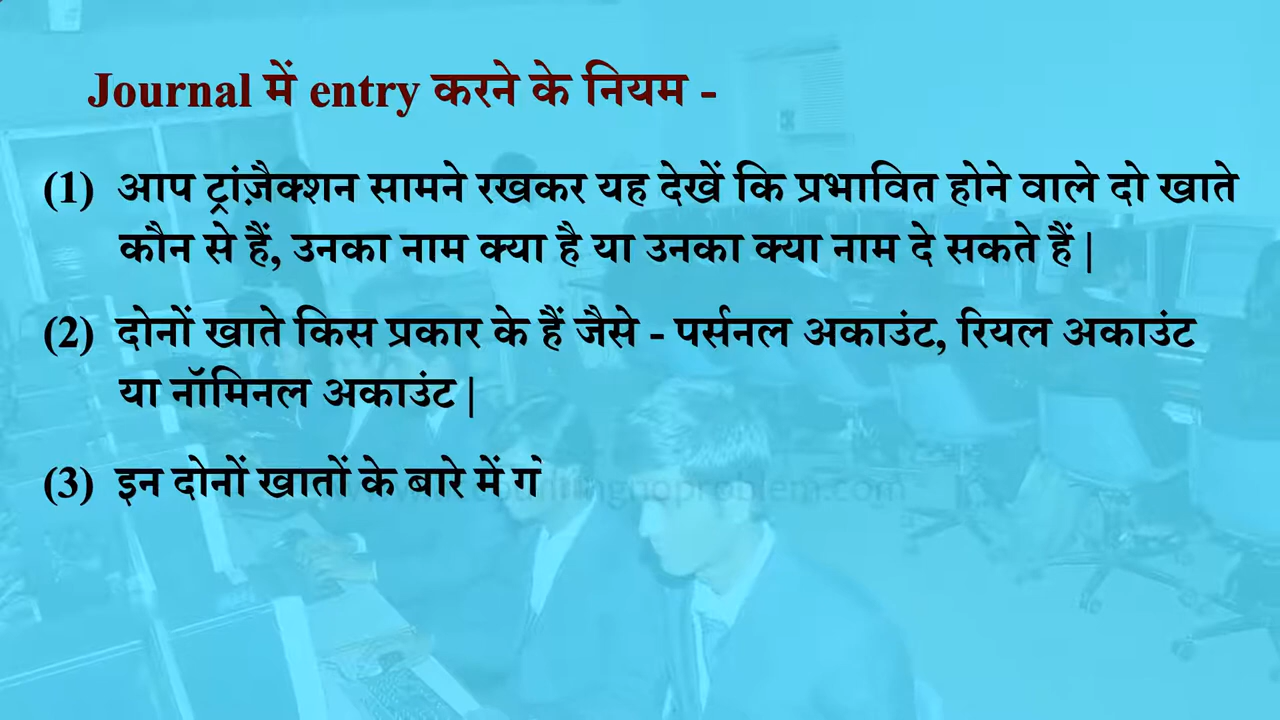 Journal में entry करने के नियम -
(1) आप ट्रांज़ैक्शन सामने रखकर यह देखें कि प्रभावित होने वाले दो खाते
कौन से हैं, उनका नाम क्या है या उनका क्या नाम दे सकते हैं |
(2) दोनों खाते किस प्रकार के हैं जैसे - पर्सनल अकाउंट, रियल अकाउंट
या नॉमिनल अकाउंट |
(3) इन दोनों खातों के बारे में